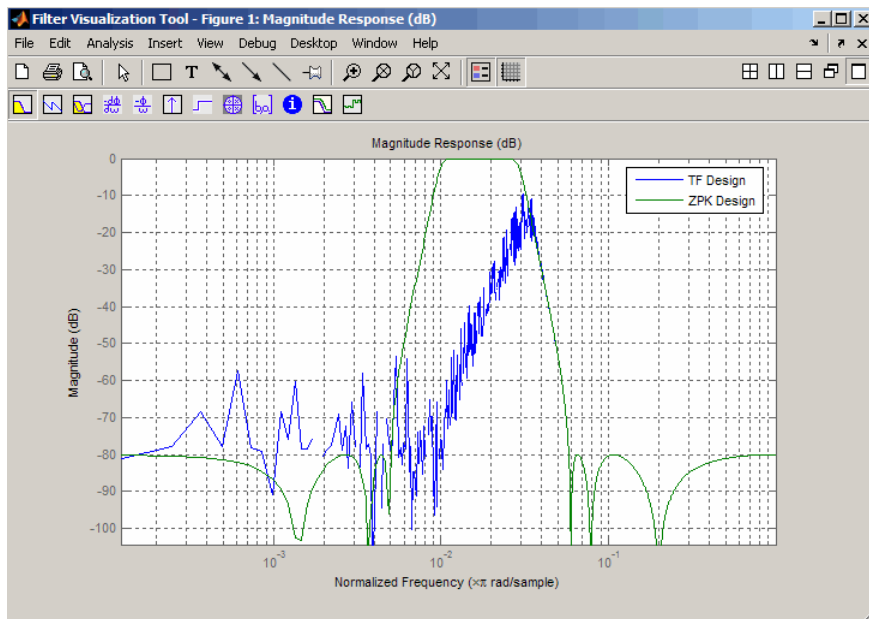 Filter Visualization Tool - Figure 1: Magnitude Response (dB)
File Edit Analysis Insert View Debug Desktop Window Help
T
[b,a]
i
Magnitude Response (dB)
TF Design
ZPK Design
0
-10
-20
-30
-40
-50
-60
-70
-80
-90
-100
Magnitude (dB)
10^-3
10^-2
10^-1
Normalized Frequency (×π rad/sample)